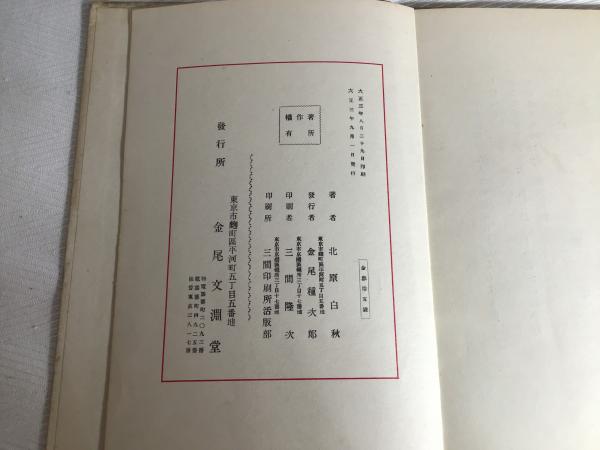 大正三年八月二十九日印刷
大正三年九月一日發行
著作所有權
著者 北原白秋
東京市麴町區平河町五丁目五番地
發行者 金尾種次郎
印刷者 三間隆次
印刷所 三間印刷所活版部
東京市麴町區平河町五丁目五番地
發行所 金尾文淵堂